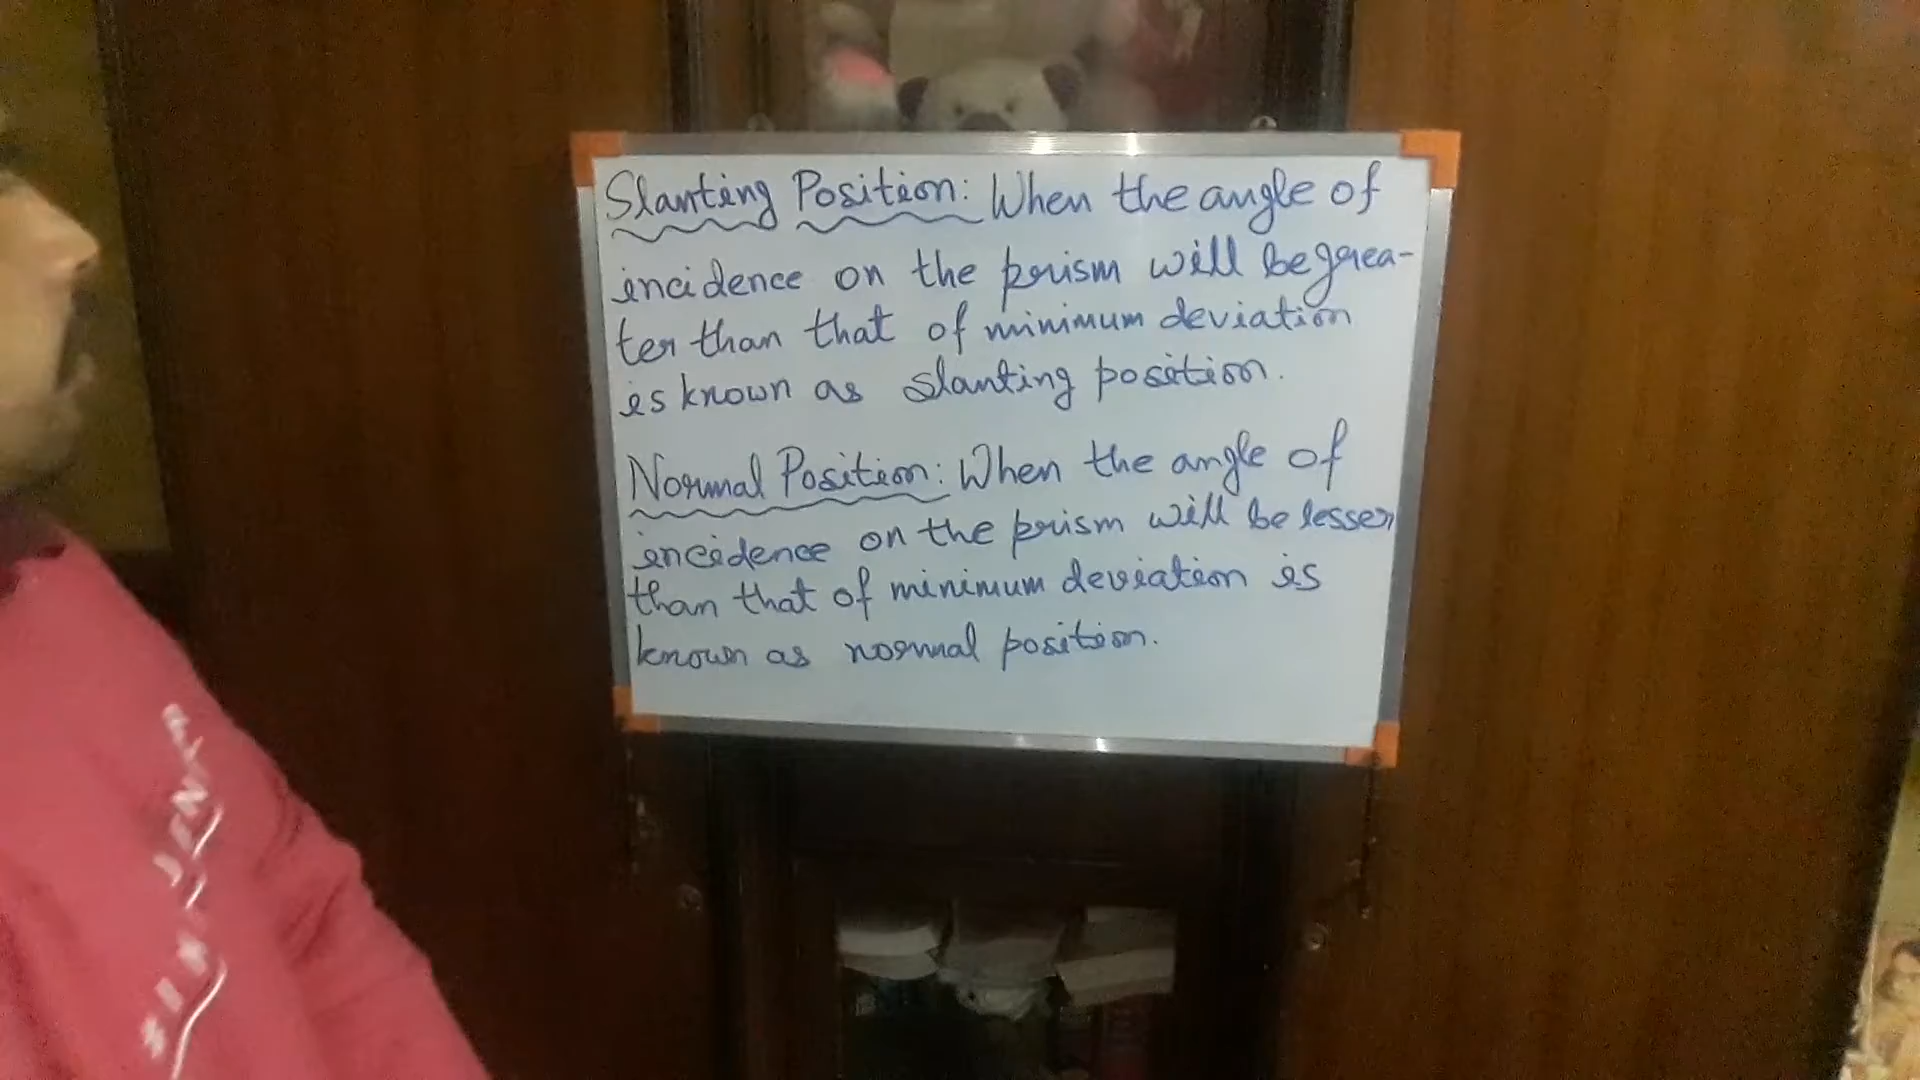 Slanting Position: When the angle of
incidence on the prism will be grea-
ter than that of minimum deviation
is known as slanting position.
Normal Position: When the angle of
incidence on the prism will be lesser
than that of minimum deviation is
known as normal position.